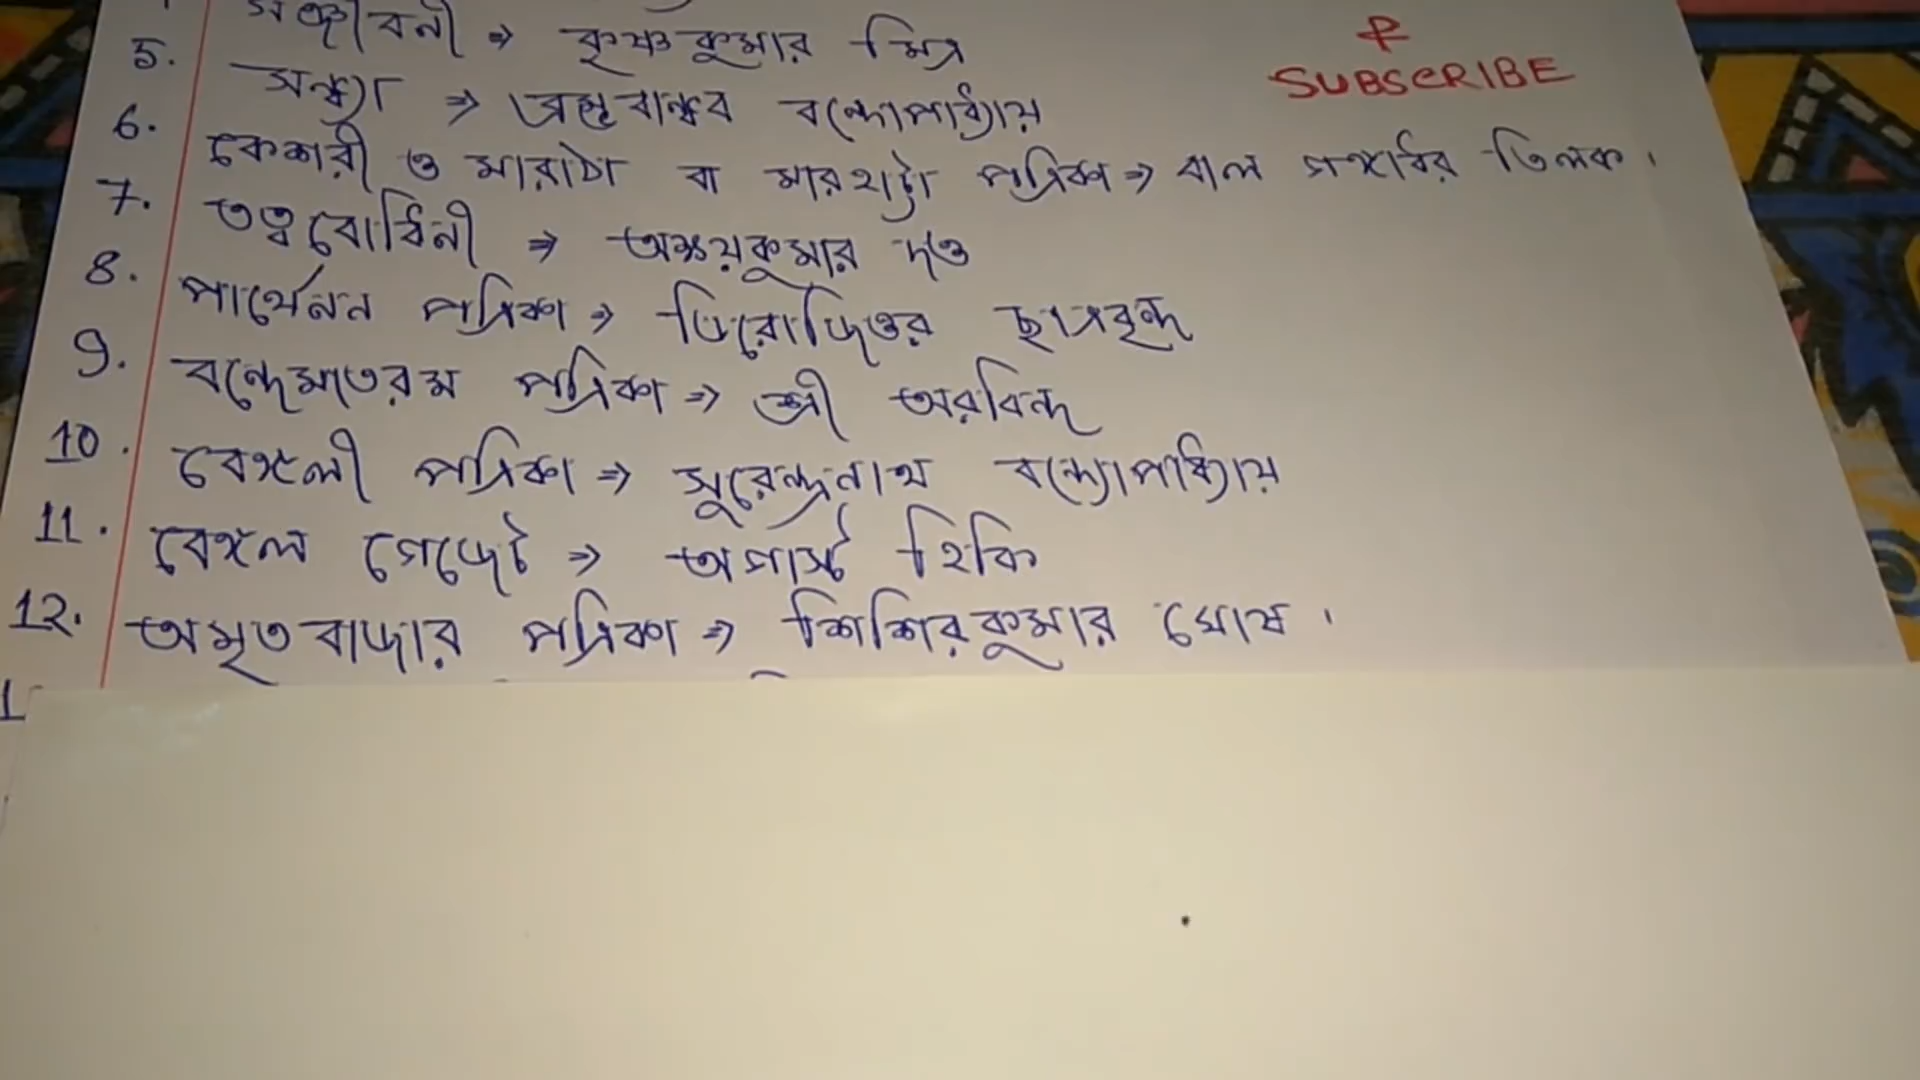 সঞ্জীবনী ⇒ কৃষ্ণকুমার মিত্র
&
SUBSCRIBE
5. সন্ধ্যা ⇒ ব্রহ্মবান্ধব বন্দোপাধ্যায়
6. কেশরী ও মারাঠা বা মারহাট্টা পত্রিকা ⇒ বাল গঙ্গাধর তিলক।
7. তত্ত্ববোধিনী ⇒ অক্ষয়কুমার দত্ত
8. পার্থেনন পত্রিকা ⇒ ডিরোজিওর ছাত্রবৃন্দ
9. বন্দেমাতরম পত্রিকা ⇒ শ্রী অরবিন্দ
10. বেঙ্গলী পত্রিকা ⇒ সুরেন্দ্রনাথ বন্দ্যোপাধ্যায়
11. বেঙ্গল গেজেট ⇒ অগাস্ট হিকি
12. অমৃতবাজার পত্রিকা ⇒ শিশিরকুমার ঘোষ।